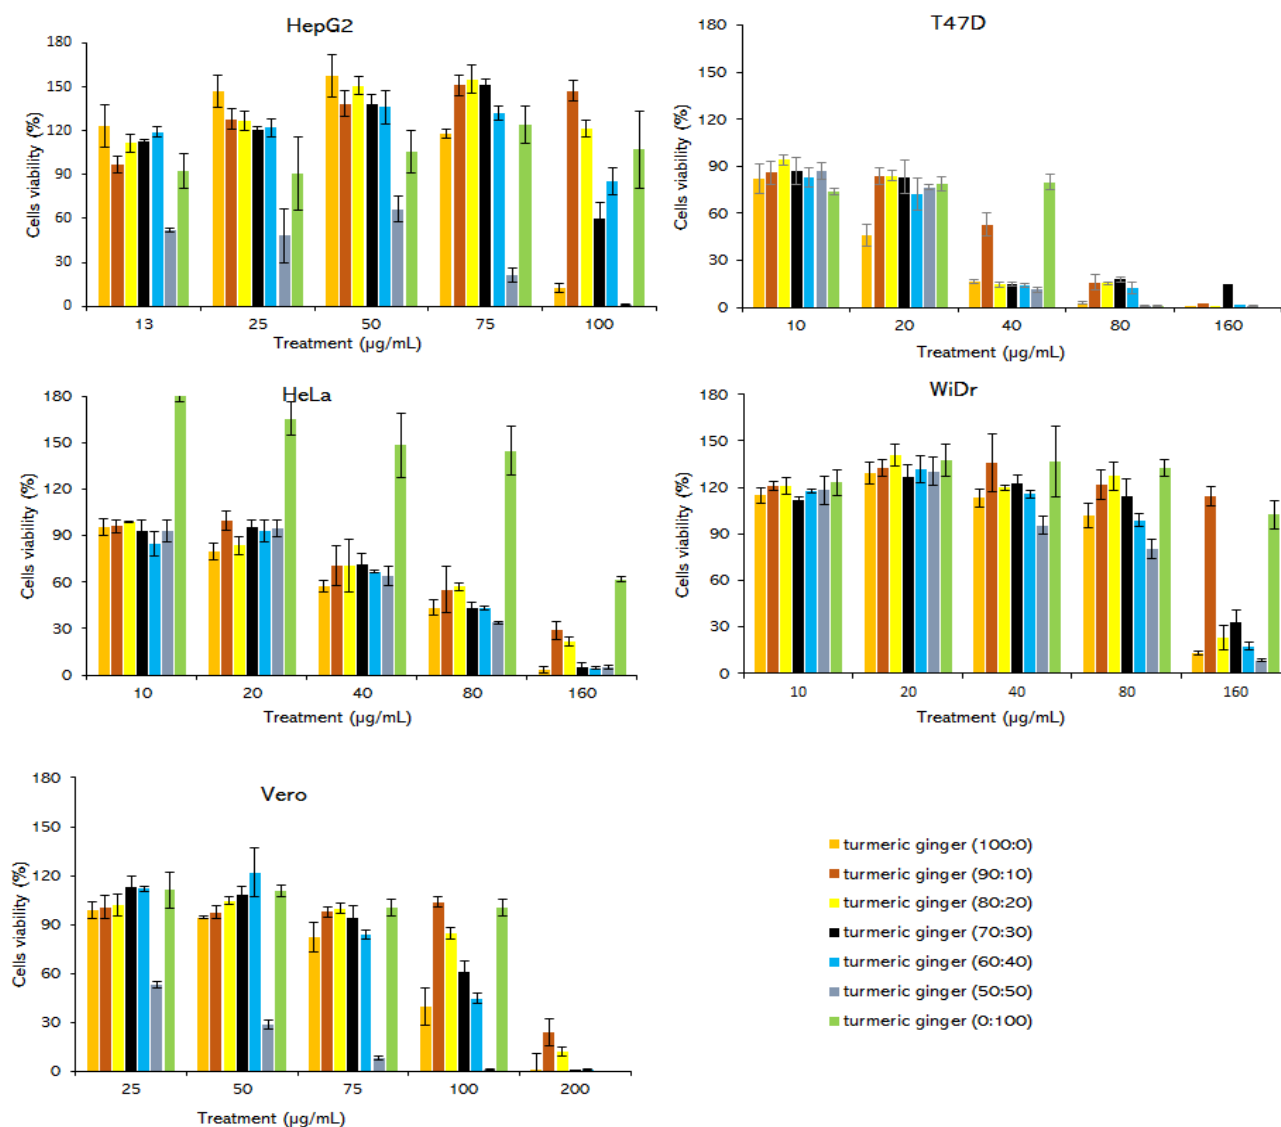 HepG2
180
150
120
90
60
30
0
Cells viability (%)
13 25 50 75 100
Treatment (µg/mL)
T47D
180
150
120
90
60
30
0
Cells viability (%)
10 20 40 80 160
Treatment (µg/mL)
HeLa
180
150
120
90
60
30
0
Cells viability (%)
10 20 40 80 160
Treatment (µg/mL)
WiDr
180
150
120
90
60
30
0
Cells viability (%)
10 20 40 80 160
Treatment (µg/mL)
Vero
180
150
120
90
60
30
0
Cells viability (%)
25 50 75 100 200
Treatment (µg/mL)
turmeric ginger (100:0)
turmeric ginger (90:10)
turmeric ginger (80:20)
turmeric ginger (70:30)
turmeric ginger (60:40)
turmeric ginger (50:50)
turmeric ginger (0:100)